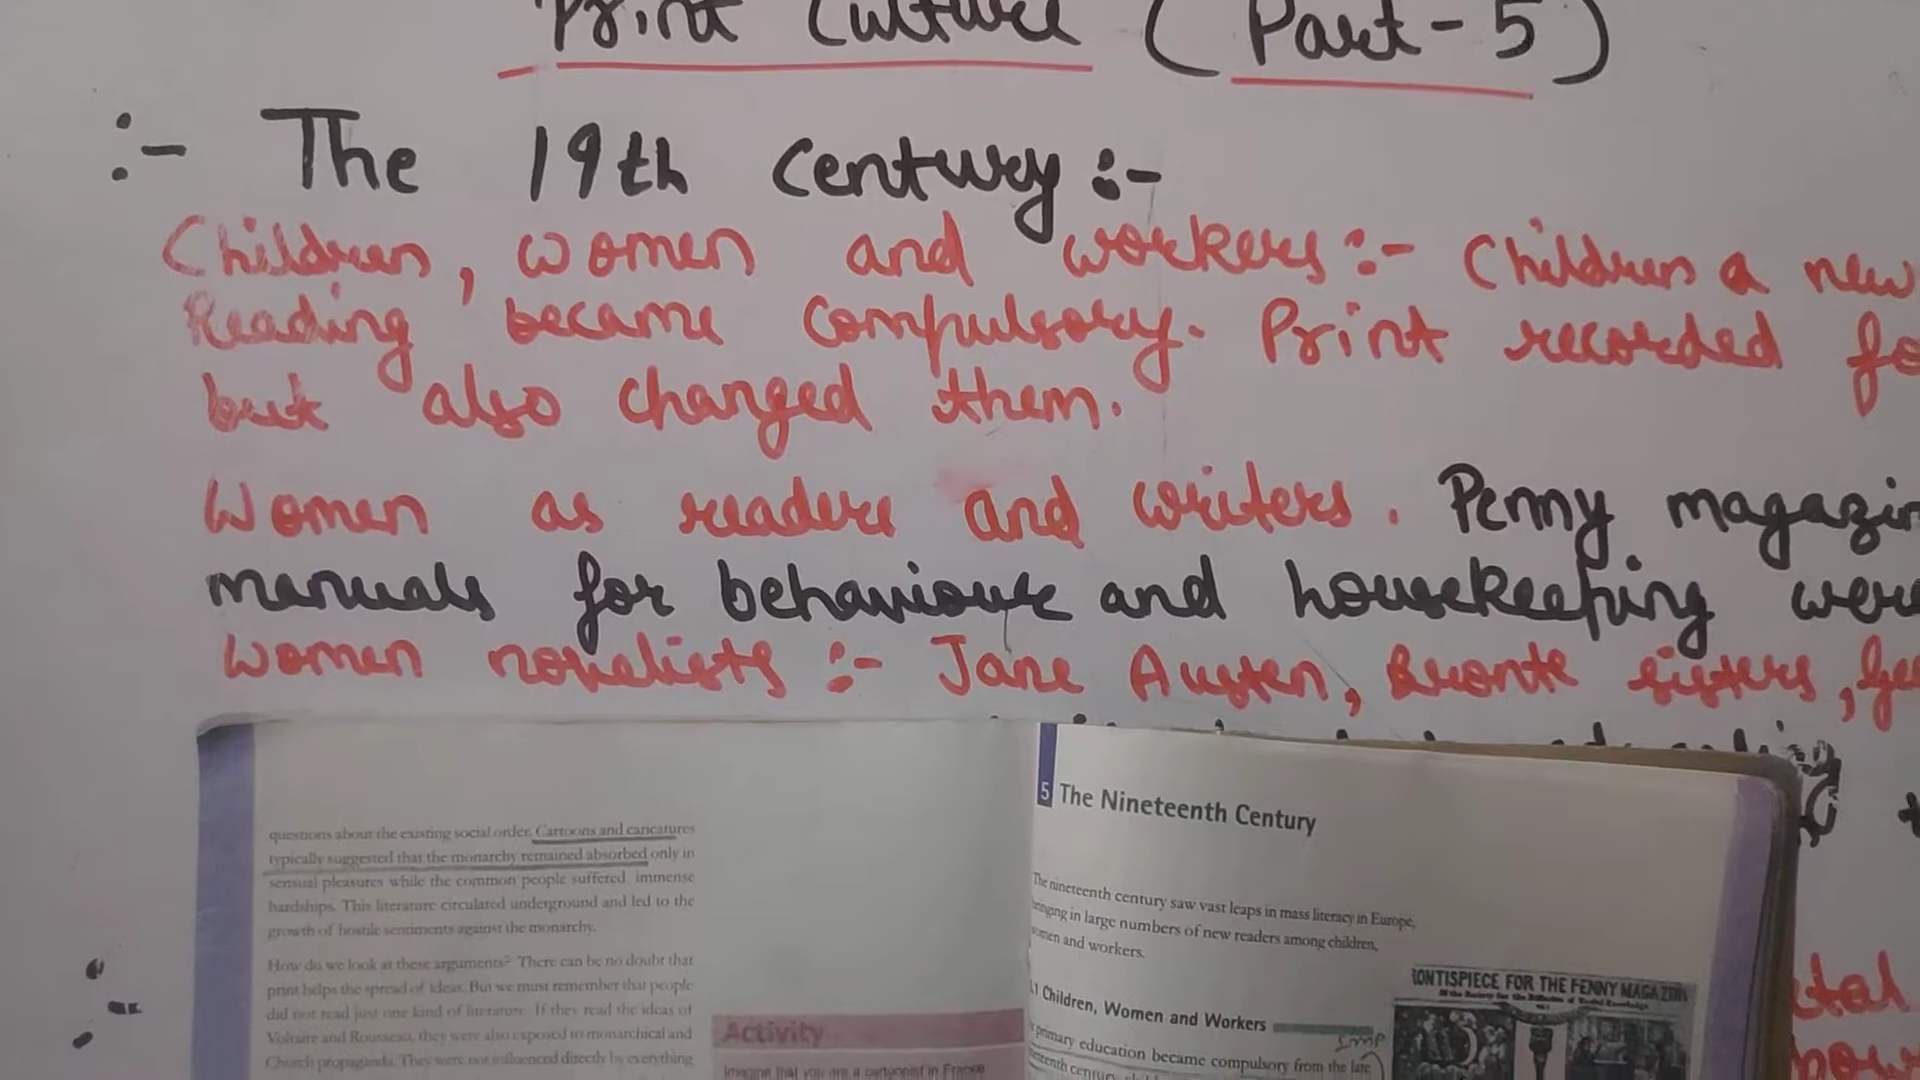 Print Culture (Part-5)
:- The 19th century :-
Children, women and workers :- Children a new
Reading became compulsory. Print recorded fo
but also changed them.
Women as readers and writers. Penny magazin
manuals for behaviour and housekeeping were
Women novelists :- Jane Austen, Bronte sisters, Ge
questions about the existing social order. Cartoons and caricatures
typically suggested that the monarchy remained absorbed only in
sensual pleasures while the common people suffered immense
hardships. This literature circulated underground and led to the
growth of hostile sentiments against the monarchy.
How do we look at these arguments? There can be no doubt that
print helps the spread of ideas. But we must remember that people
did not read just one kind of literature. If they read the ideas of
Voltaire and Rousseau, they were also exposed to monarchical and
Church propaganda. They were not influenced directly by everything
Activity
Imagine that you are a cartoonist in France
5 The Nineteenth Century
The nineteenth century saw vast leaps in mass literacy in Europe,
bringing in large numbers of new readers among children,
women and workers.
.1 Children, Women and Workers
primary education became compulsory from the late
imp
FRONTISPIECE FOR THE PENNY MAGAZIN